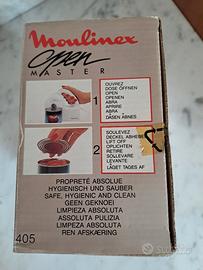 Moulinex
Open
MASTER
1
OUVREZ
DOSE ÖFFNEN
OPEN
OPENEN
ABRA
APRIRE
ABRA
ÅBN DÅSEN
2
SOULEVEZ
DECKEL ABHEBEN
LIFT OFF
OPLICHTEN
RETIRE
SOLLEVARE
LEVANTE
LÅGET TAGES AF
PROPRETÉ ABSOLUE
HYGIENISCH UND SAUBER
SAFE, HYGIENIC AND CLEAN
GEEN GEKNOEI
LIMPIEZA ABSOLUTA
ASSOLUTA PULIZIA
LIMPEZA ABSOLUTA
REN AFSKÆRING
405
subito